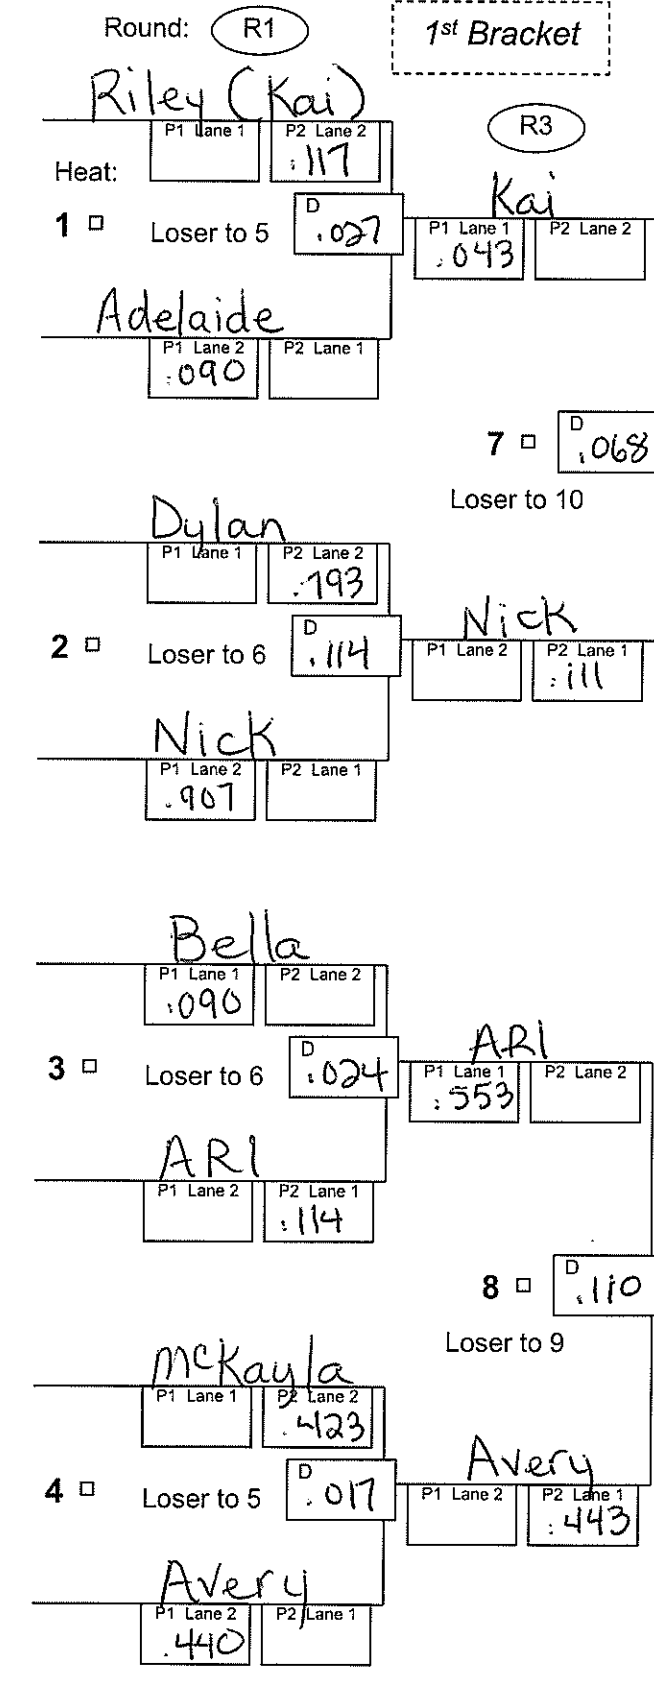 Round: R1 1st Bracket
Riley (Kai)
P1 Lane 1 P2 Lane 2
.117
R3
Heat:
Kai
1 Loser to 5 D .027
P1 Lane 1 P2 Lane 2
.043
Adelaide
P1 Lane 2 P2 Lane 1
.090
7 D .068
Loser to 10
Dylan
P1 Lane 1 P2 Lane 2
.793
Nick
2 Loser to 6 D .114
P1 Lane 2 P2 Lane 1
.111
Nick
P1 Lane 2 P2 Lane 1
.907
Bella
P1 Lane 1 P2 Lane 2
.090
ARI
3 Loser to 6 D .024
P1 Lane 1 P2 Lane 2
.553
ARI
P1 Lane 2 P2 Lane 1
.114
8 D .110
Loser to 9
McKayla
P1 Lane 1 P2 Lane 2
.423
Avery
4 Loser to 5 D .017
P1 Lane 2 P2 Lane 1
.443
Avery
P1 Lane 2 P2 Lane 1
.440